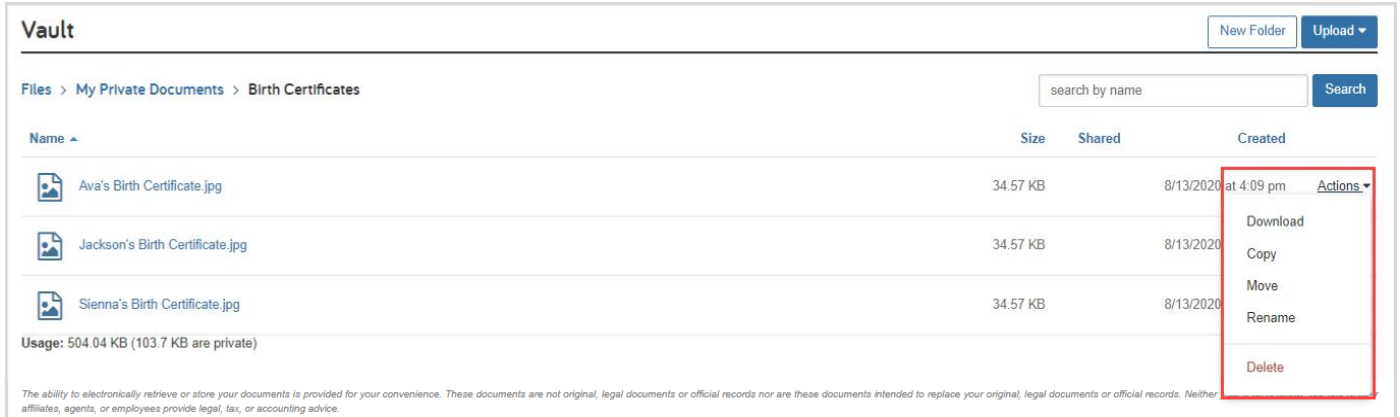 Vault
New Folder
Upload
Files > My Private Documents > Birth Certificates
search by name
Search
Name
Size
Shared
Created
Ava's Birth Certificate.jpg
34.57 KB
8/13/2020 at 4:09 pm
Actions
Download
Copy
Move
Rename
Delete
Jackson's Birth Certificate.jpg
34.57 KB
8/13/2020
Sienna's Birth Certificate.jpg
34.57 KB
8/13/2020
Usage: 504.04 KB (103.7 KB are private)
The ability to electronically retrieve or store your documents is provided for your convenience. These documents are not original, legal documents or official records nor are these documents intended to replace your original, legal documents or official records. Neither
affiliates, agents, or employees provide legal, tax, or accounting advice.